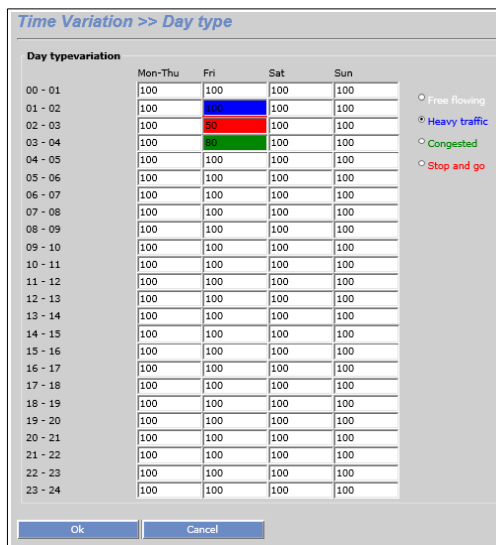 Time Variation >> Day type
Day typevariation
Mon-Thu Fri Sat Sun
00 - 01 100 100 100 100
01 - 02 100 100 100 100
02 - 03 100 50 100 100
03 - 04 100 80 100 100
04 - 05 100 100 100 100
05 - 06 100 100 100 100
06 - 07 100 100 100 100
07 - 08 100 100 100 100
08 - 09 100 100 100 100
09 - 10 100 100 100 100
10 - 11 100 100 100 100
11 - 12 100 100 100 100
12 - 13 100 100 100 100
13 - 14 100 100 100 100
14 - 15 100 100 100 100
15 - 16 100 100 100 100
16 - 17 100 100 100 100
17 - 18 100 100 100 100
18 - 19 100 100 100 100
19 - 20 100 100 100 100
20 - 21 100 100 100 100
21 - 22 100 100 100 100
22 - 23 100 100 100 100
23 - 24 100 100 100 100
Free flowing
Heavy traffic
Congested
Stop and go
Ok Cancel